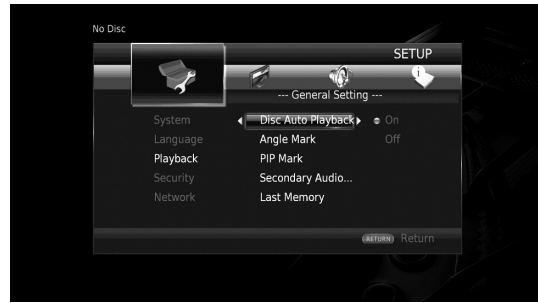 No Disc
SETUP
--- General Setting ---
System
Disc Auto Playback
On
Language
Angle Mark
Off
Playback
PIP Mark
Security
Secondary Audio...
Network
Last Memory
RETURN Return